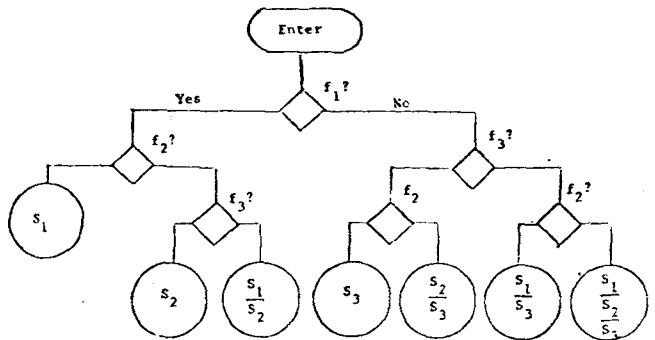 Enter
f₁?
Yes
No
f₂?
f₃?
f₃?
f₂
f₂?
S₁
S₂
S₁
S₂
S₃
S₂
S₃
S₁
S₃
S₁
S₂
S₃